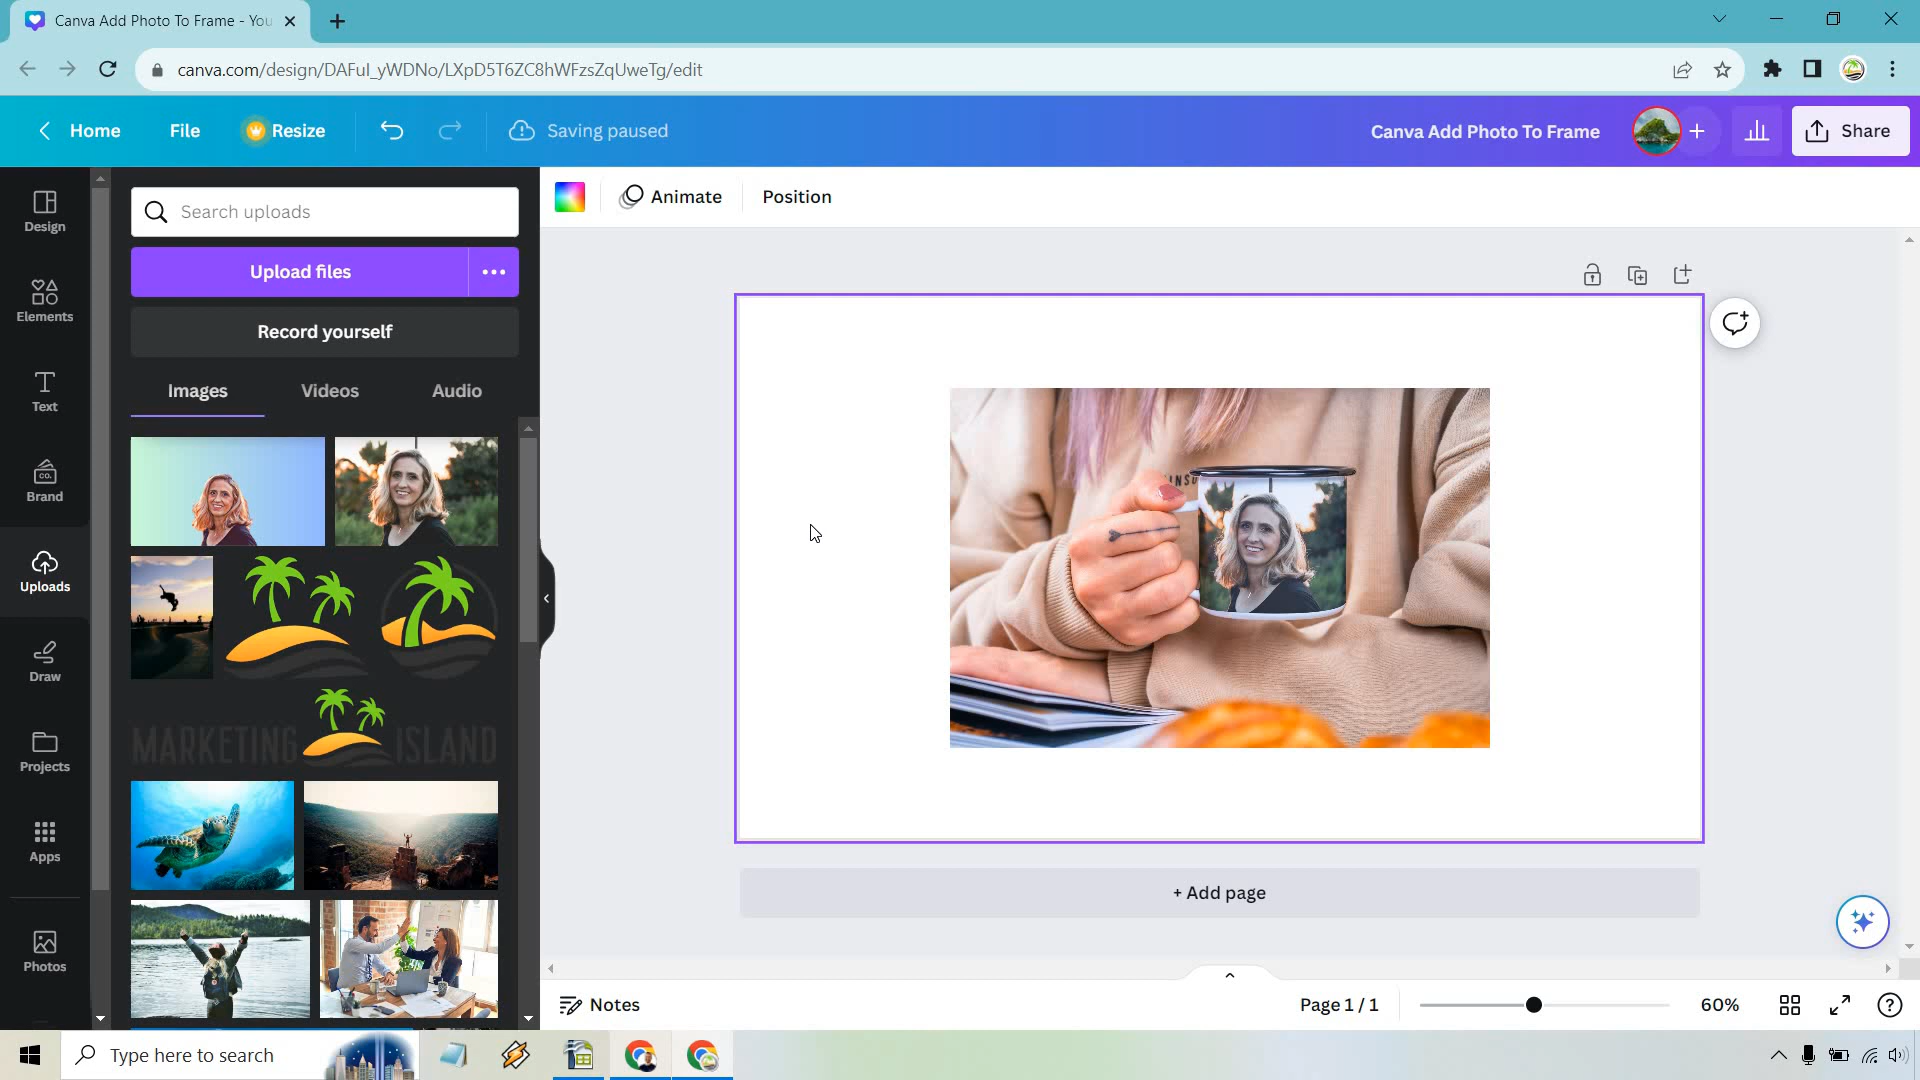 Canva Add Photo To Frame - You
canva.com/design/DAFuI_yWDNo/LXpD5T6ZC8hWFzsZqUweTg/edit
Home
File
Resize
Saving paused
Canva Add Photo To Frame
Share
Design
Elements
Text
CO.
Brand
Uploads
Draw
Projects
Apps
Photos
Search uploads
Upload files
Record yourself
Images
Videos
Audio
MARKETING ISLAND
Animate
Position
+ Add page
Notes
Page 1 / 1
60%
Type here to search